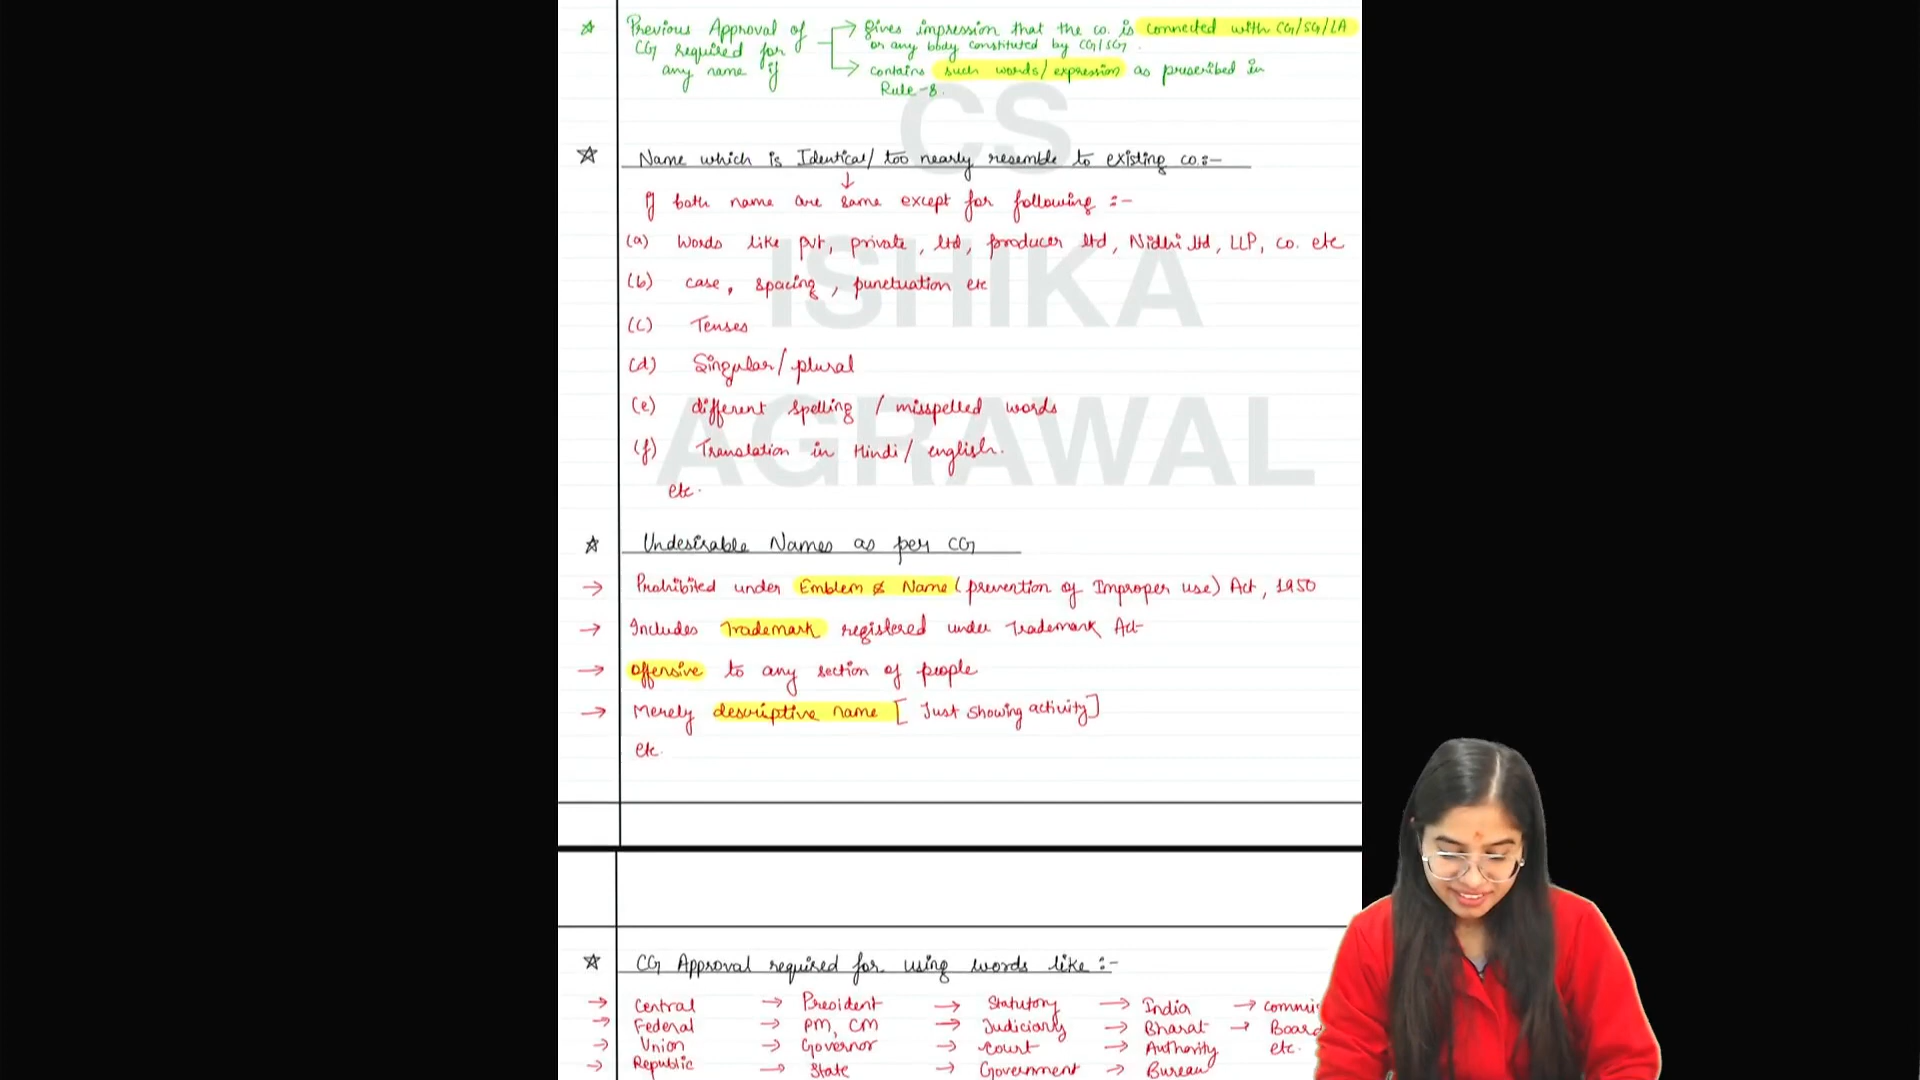 ☆ Previous Approval of → Gives impression that the co. is connected with CG/SG/LA
CG required for or any body constituted by CG/SG.
any name if → contains such words/expression as prescribed in
Rule-8.
CS
☆ Name which is Identical/ too nearly resemble to existing co.:-
↓
If both name are same except for following :-
(a) Words like pvt, private, ltd, producer ltd, Nidhi ltd, LLP, co. etc
(b) case, spacing, punctuation etc
ISHIKA
(c) Tenses
(d) Singular/plural
(e) different spelling / misspelled words
AGRAWAL
(f) Translation in Hindi/ english.
etc.
☆ Undesirable Names as per CG
→ Prohibited under Emblem & Name (prevention of Improper use) Act, 1950
→ Includes Trademark registered under Trademark Act
→ offensive to any section of people
→ Merely descriptive name [Just showing activity]
etc.
☆ CG Approval required for using words like :-
→ Central → President → Statutory → India → commi
→ Federal → PM, CM → Judiciary → Bharat → Board
→ Union → Governor → court → Authority etc.
→ Republic → State → Government → Bureau